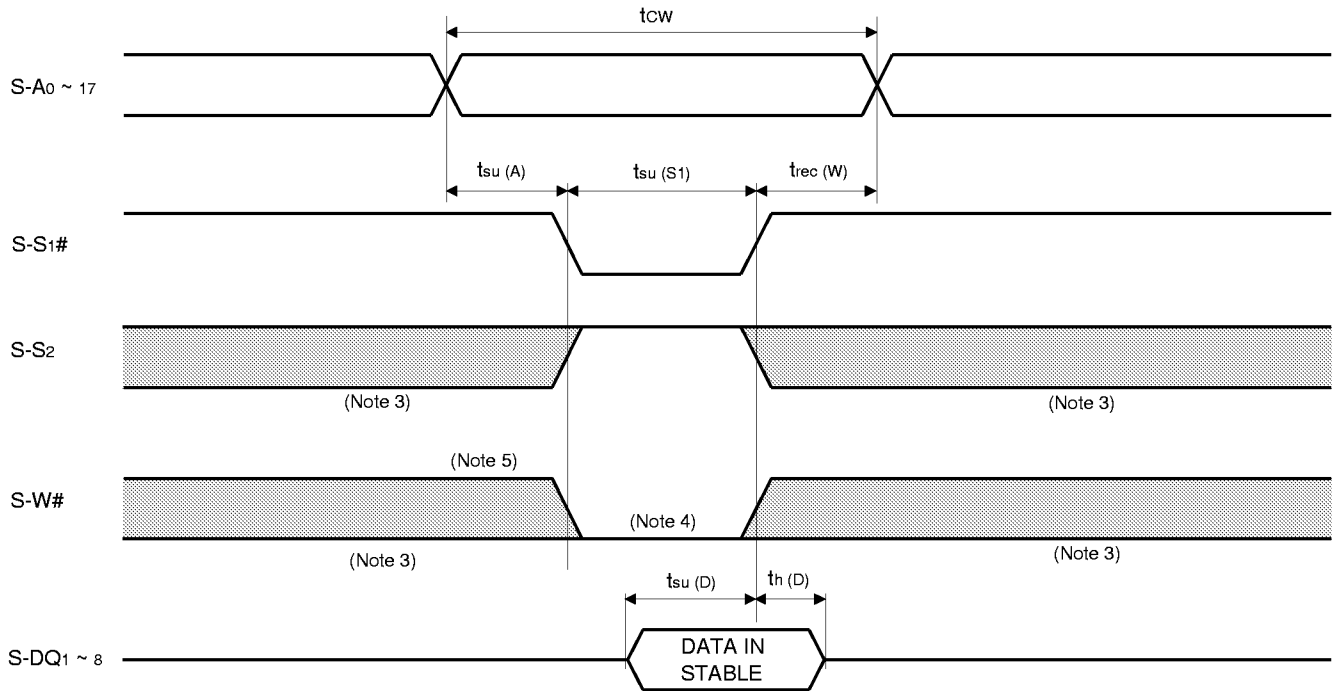 tCW
S-A0 ~ 17
tsu (A) tsu (S1) trec (W)
S-S1#
S-S2
(Note 3) (Note 3)
(Note 5)
S-W#
(Note 4)
(Note 3) (Note 3)
tsu (D) th (D)
S-DQ1 ~ 8
DATA IN
STABLE